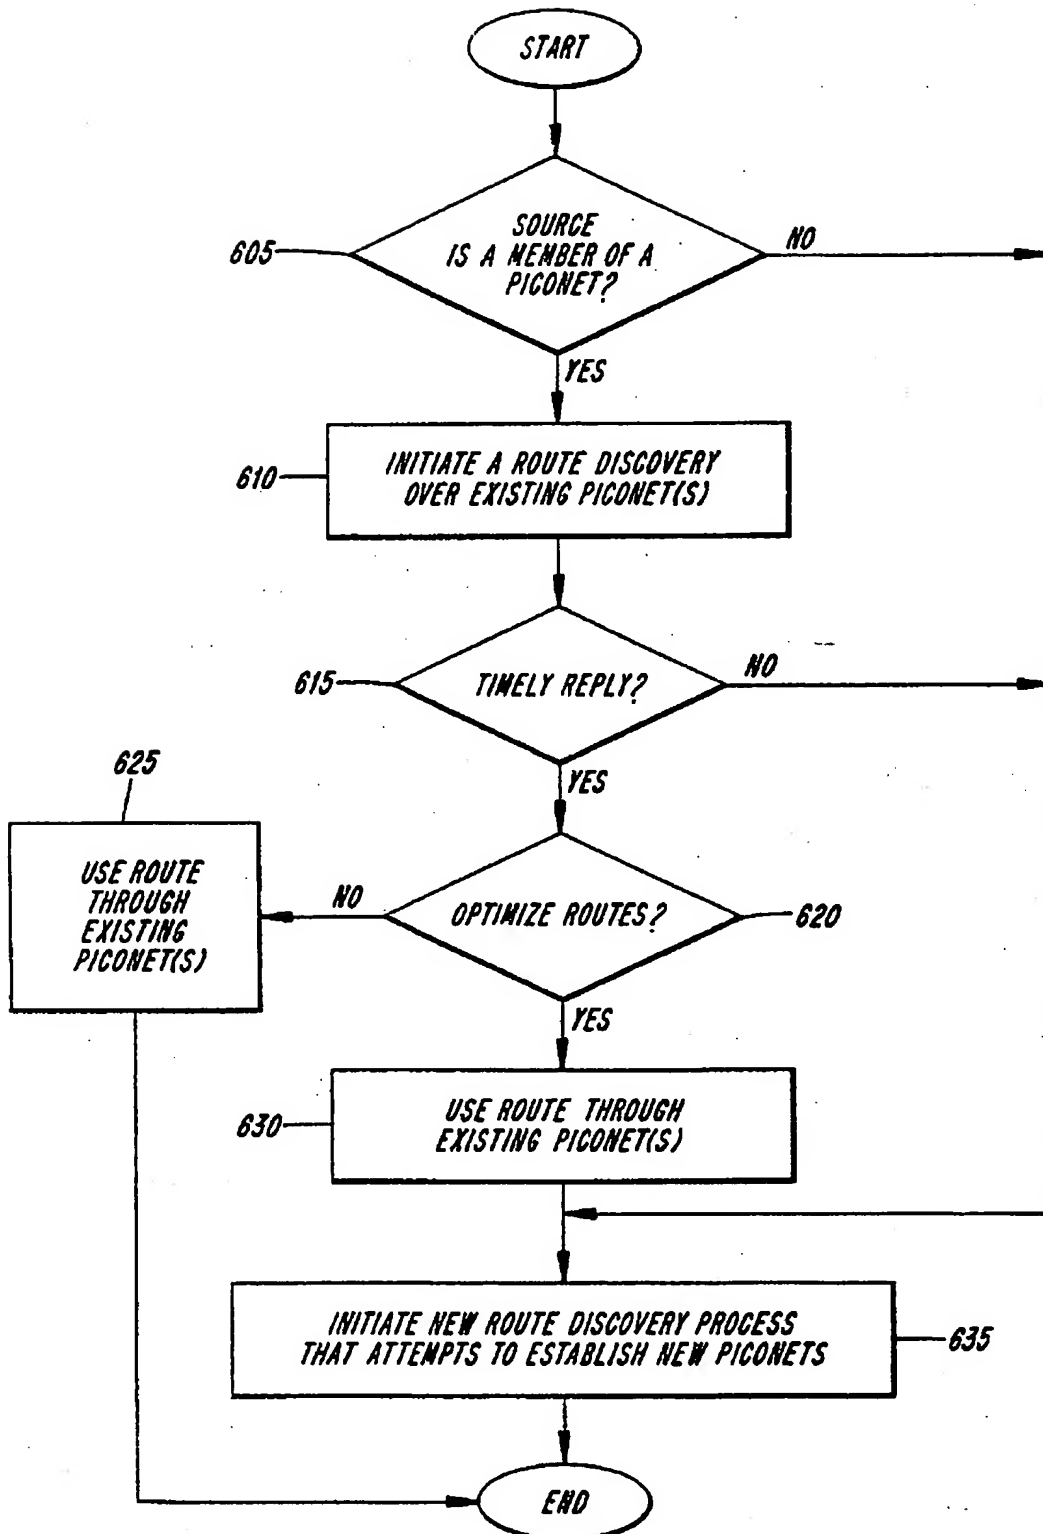 START
SOURCE
IS A MEMBER OF A
PICONET?
605
NO
YES
INITIATE A ROUTE DISCOVERY
OVER EXISTING PICONET(S)
610
TIMELY REPLY?
615
NO
YES
625
USE ROUTE
THROUGH
EXISTING
PICONET(S)
NO
OPTIMIZE ROUTES?
620
YES
USE ROUTE THROUGH
EXISTING PICONET(S)
630
INITIATE NEW ROUTE DISCOVERY PROCESS
THAT ATTEMPTS TO ESTABLISH NEW PICONETS
635
END